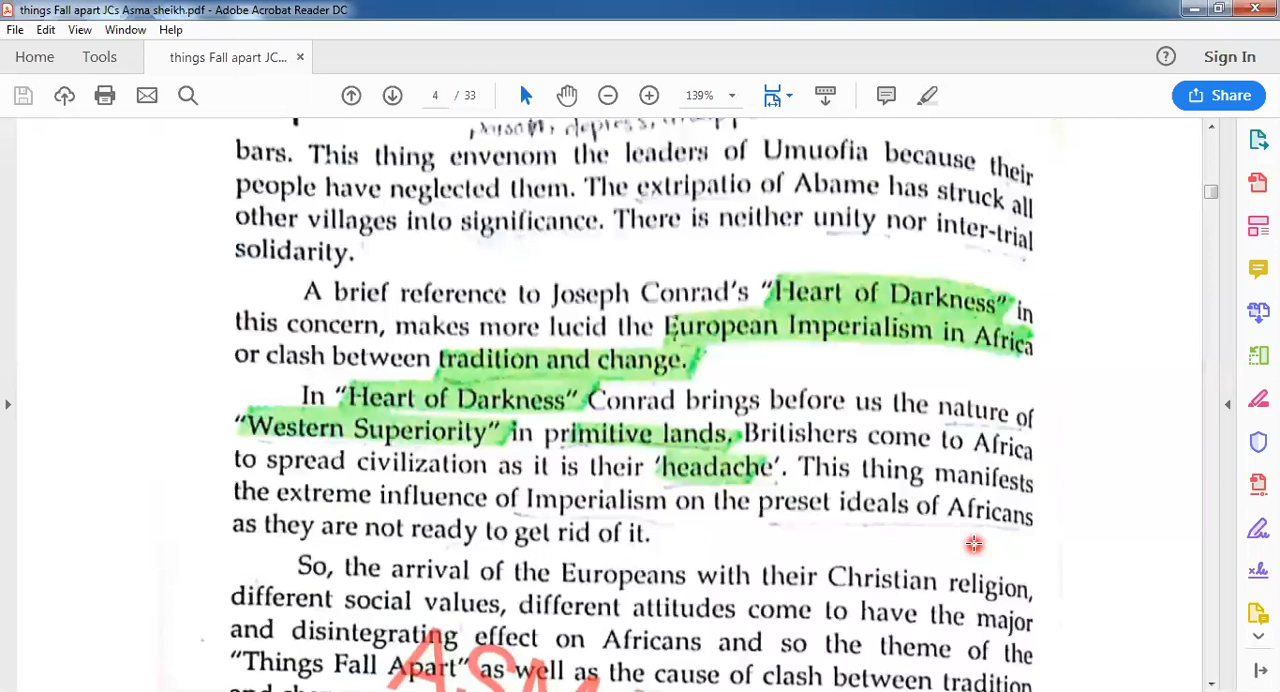 things Fall apart JCs Asma sheikh.pdf - Adobe Acrobat Reader DC
File Edit View Window Help
Home Tools things Fall apart JC... ×
? Sign In
4 / 33 139% Share
bars. This thing envenom the leaders of Umuofia because their
people have neglected them. The extripatio of Abame has struck all
other villages into significance. There is neither unity nor inter-trial
solidarity.
A brief reference to Joseph Conrad's "Heart of Darkness" in
this concern, makes more lucid the European Imperialism in Africa
or clash between tradition and change.
In "Heart of Darkness" Conrad brings before us the nature of
"Western Superiority" in primitive lands. Britishers come to Africa
to spread civilization as it is their 'headache'. This thing manifests
the extreme influence of Imperialism on the preset ideals of Africans
as they are not ready to get rid of it.
So, the arrival of the Europeans with their Christian religion,
different social values, different attitudes come to have the major
and disintegrating effect on Africans and so the theme of the
"Things Fall Apart" as well as the cause of clash between tradition
ASM